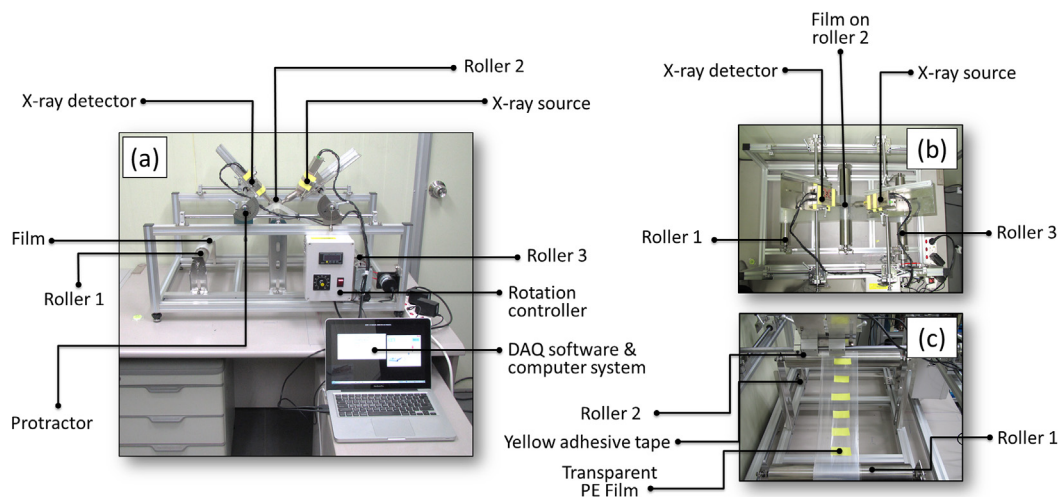 Roller 2
X-ray detector
X-ray source
(a)
Film
Roller 1
Roller 3
Rotation
controller
DAQ software &
computer system
Protractor
Film on
roller 2
X-ray detector
X-ray source
(b)
Roller 1
Roller 3
(c)
Roller 2
Yellow adhesive tape
Roller 1
Transparent
PE Film